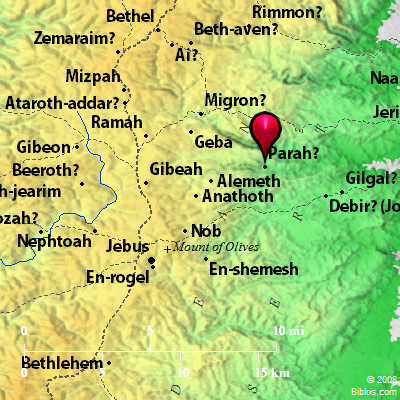 Bethel
Rimmon?
Beth-aven?
Zemaraim?
Ai?
Mizpah
Naa
Ataroth-addar?
Migron?
Jeri
Ramah
Geba
Gibeon
Parah?
Beeroth?
Gibeah
Gilgal?
h-jearim
Alemeth
Anathoth
Debir? (Jo
ozah?
Nephtoah
Nob
Jebus
Mount of Olives
En-rogel
En-shemesh
0 5 10 mi
Bethlehem
0 5 10 15 km
© 2008
Biblos.com